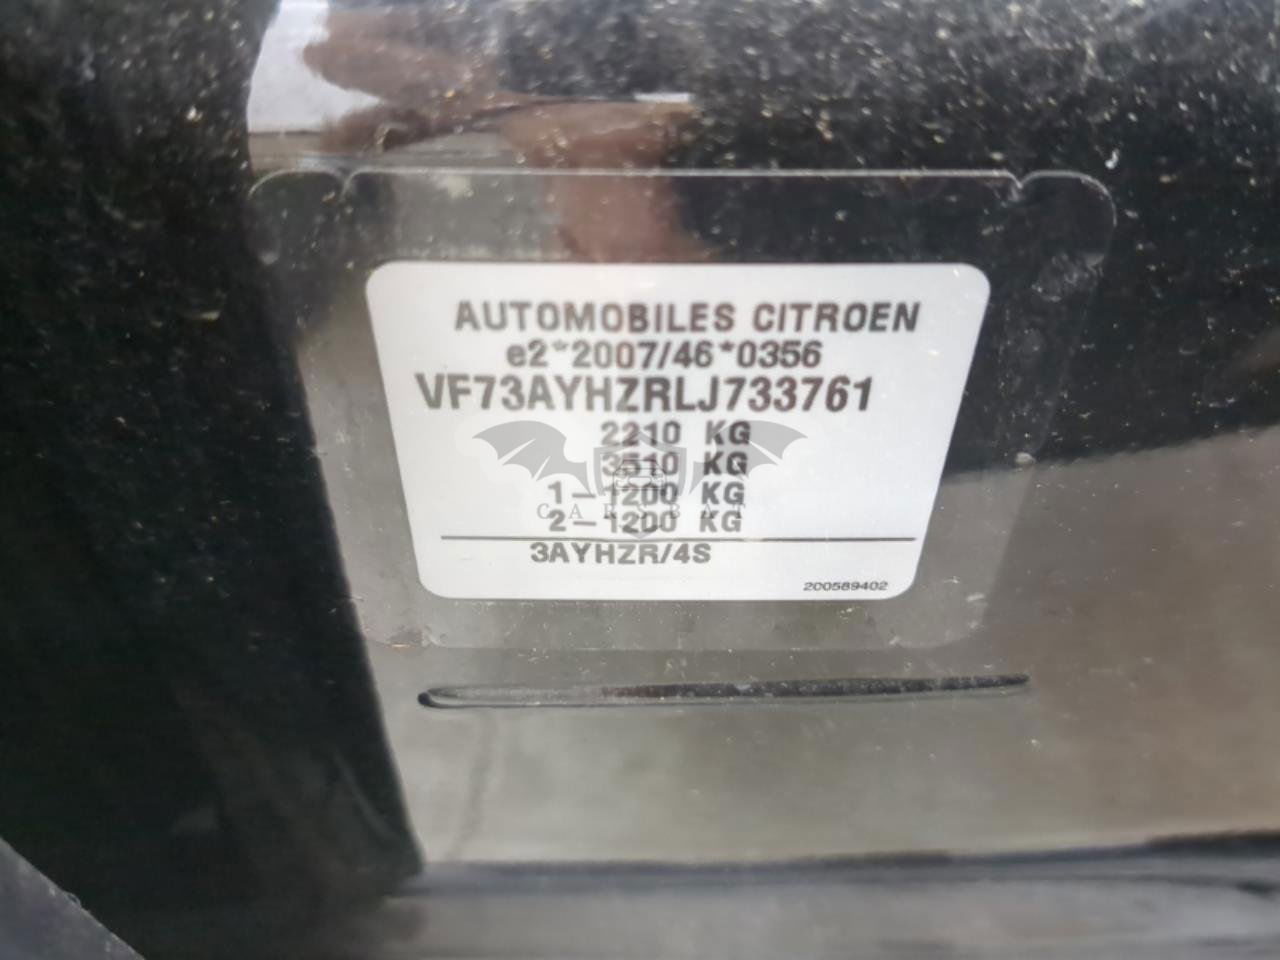 AUTOMOBILES CITROEN
e2*2007/46*0356
VF73AYHZRLJ733761
2210 KG
3510 KG
1-1200 KG
CARSBAT
2-1200 KG
3AYHZR/4S
200589402